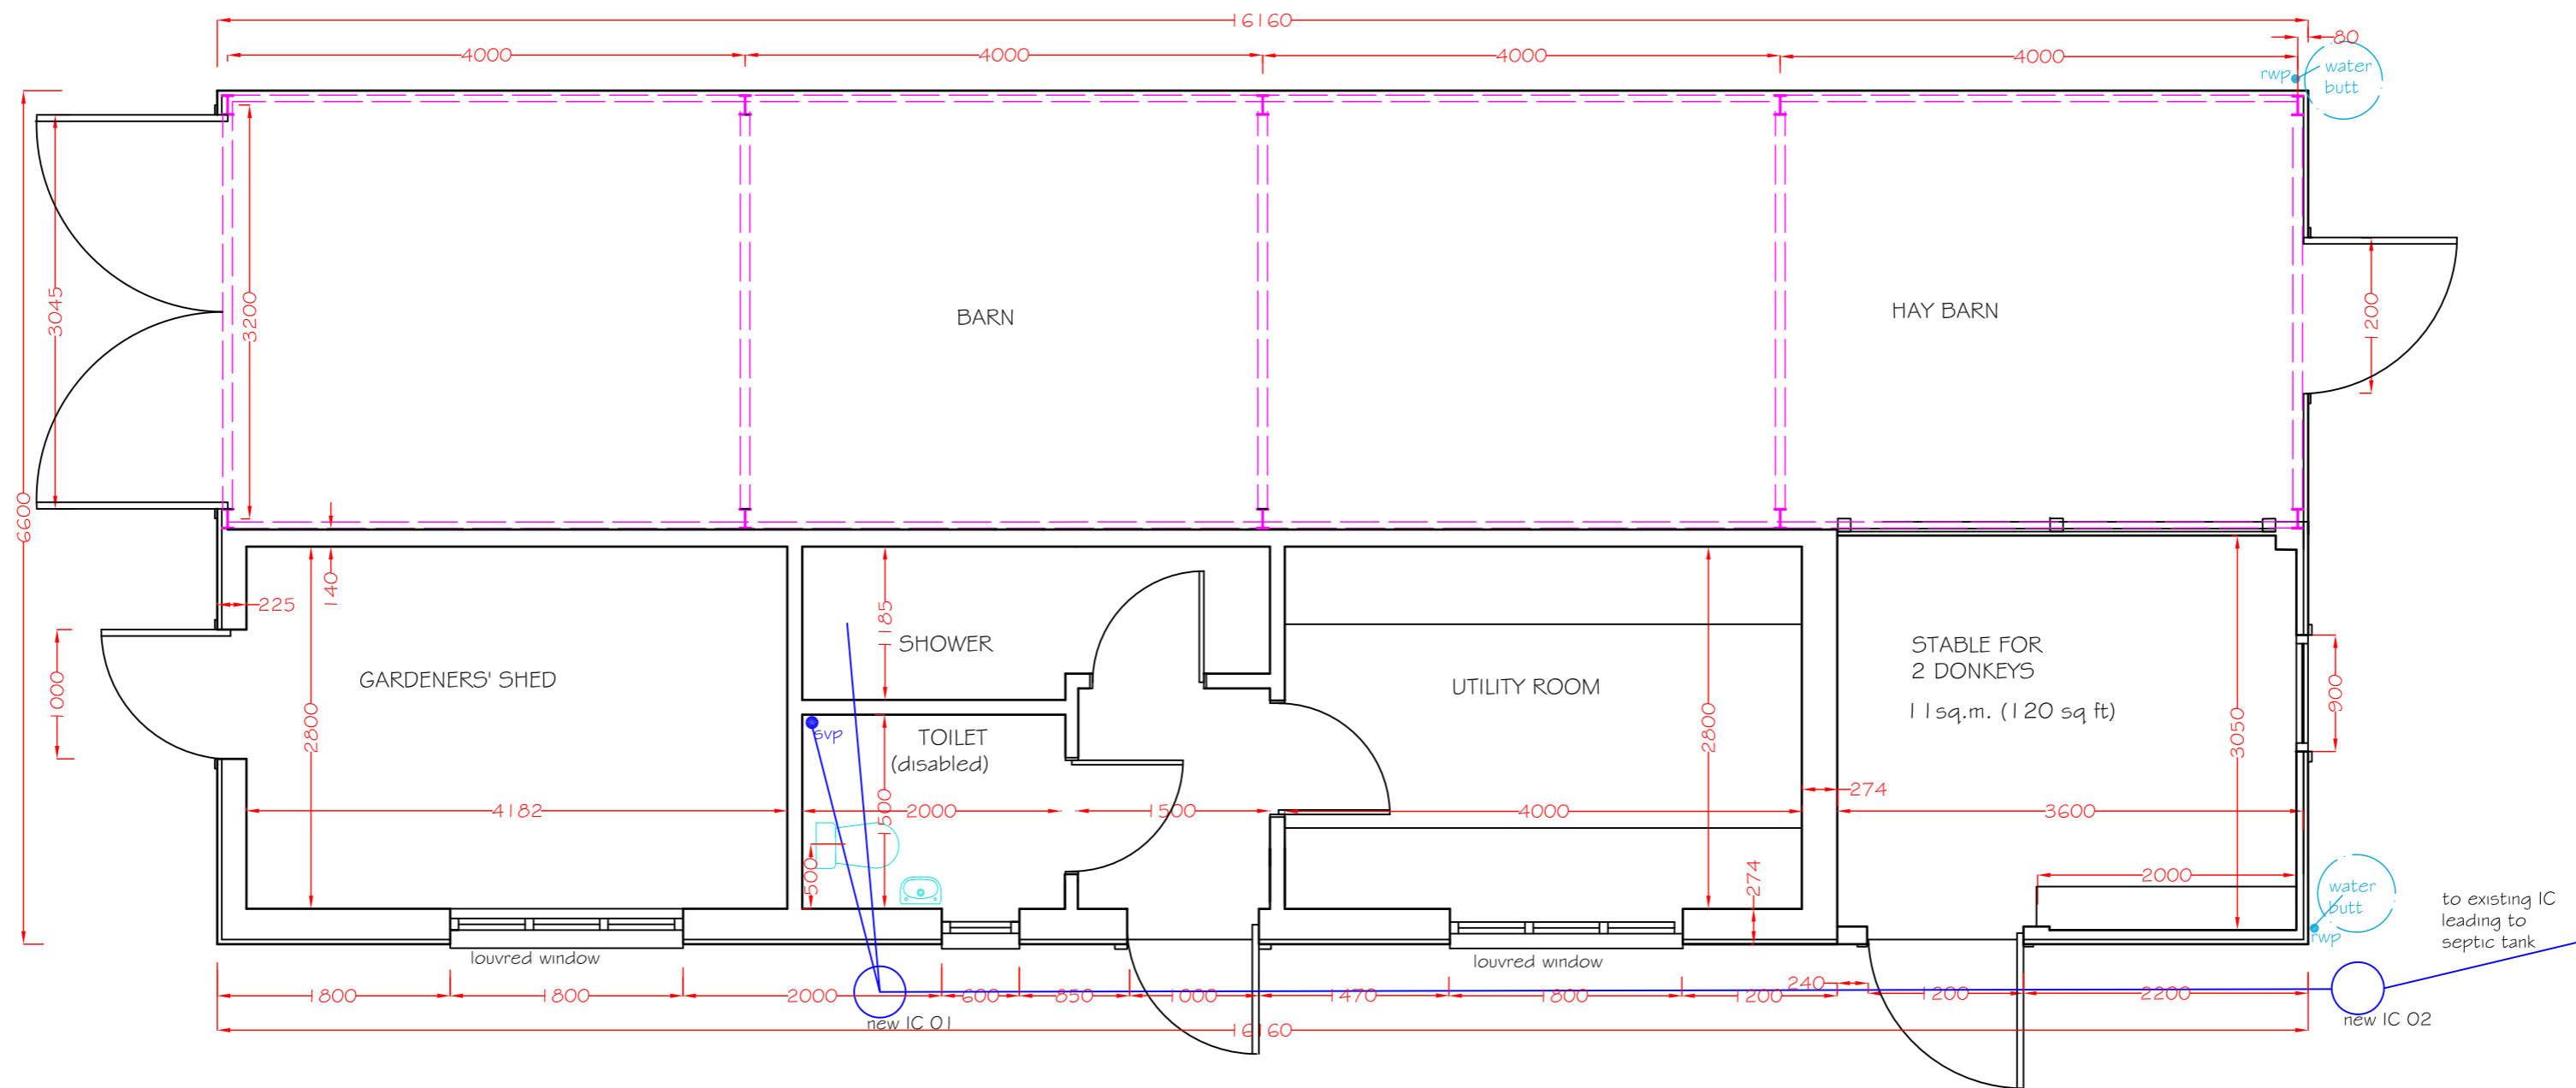 16160
4000 4000 4000 4000 80
rwp water
butt
3045
3200
BARN
HAY BARN
1200
6600
225
140
1185
SHOWER
GARDENERS' SHED
1000
2800
svp
TOILET
(disabled)
UTILITY ROOM
2800
STABLE FOR
2 DONKEYS
11sq.m. (120 sq ft)
900
3050
4182
2000
1500
1500
4000
274
3600
500
274
2000
water
butt
rwp
to existing IC
leading to
septic tank
louvred window
louvred window
1800 1800 2000 600 850 1000 1470 1800 1200 240 1200 2200
new IC 01
16160
new IC 02